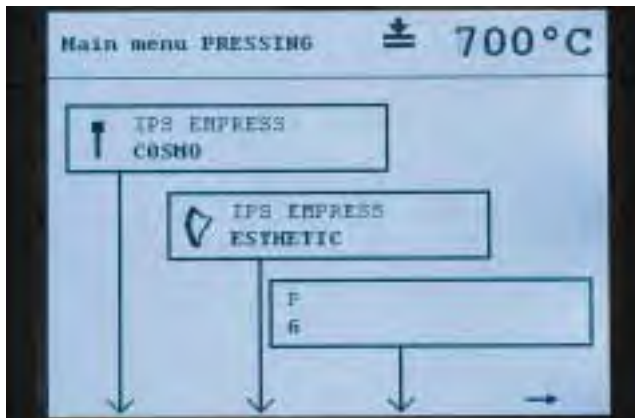 Main menu PRESSING 700°C
IPS EMPRESS
COSMO
IPS EMPRESS
ESTHETIC
P
6